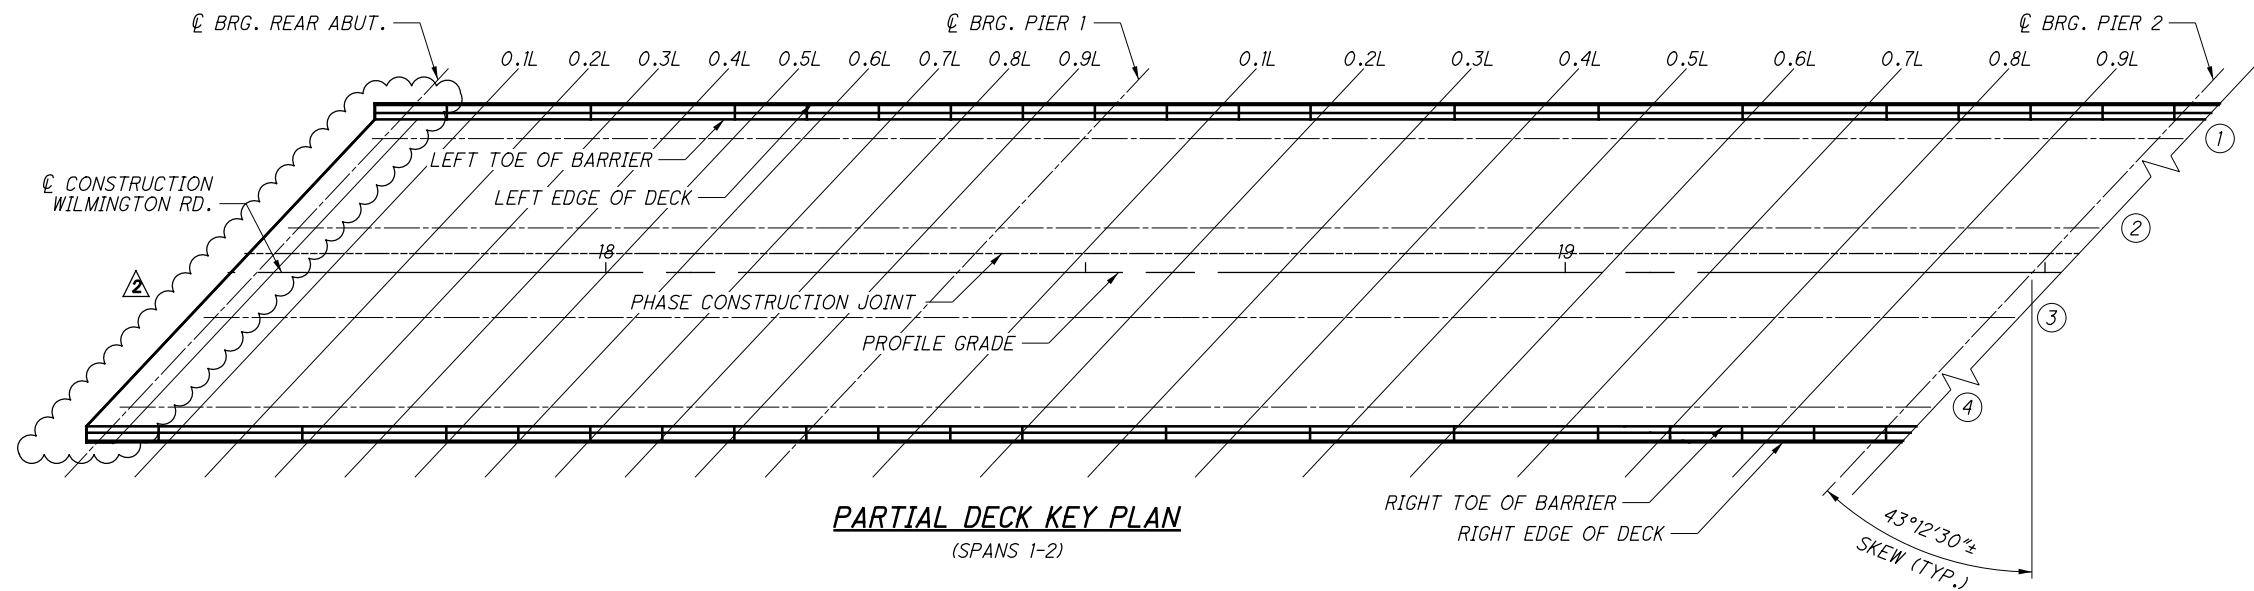 ℄ BRG. REAR ABUT.
℄ BRG. PIER 1
℄ BRG. PIER 2
0.1L 0.2L 0.3L 0.4L 0.5L 0.6L 0.7L 0.8L 0.9L
0.1L 0.2L 0.3L 0.4L 0.5L 0.6L 0.7L 0.8L 0.9L
1
LEFT TOE OF BARRIER
℄ CONSTRUCTION
WILMINGTON RD.
LEFT EDGE OF DECK
2
18
19
2
PHASE CONSTRUCTION JOINT
3
PROFILE GRADE
4
RIGHT TOE OF BARRIER
RIGHT EDGE OF DECK
PARTIAL DECK KEY PLAN
(SPANS 1-2)
43°12'30"±
SKEW (TYP.)